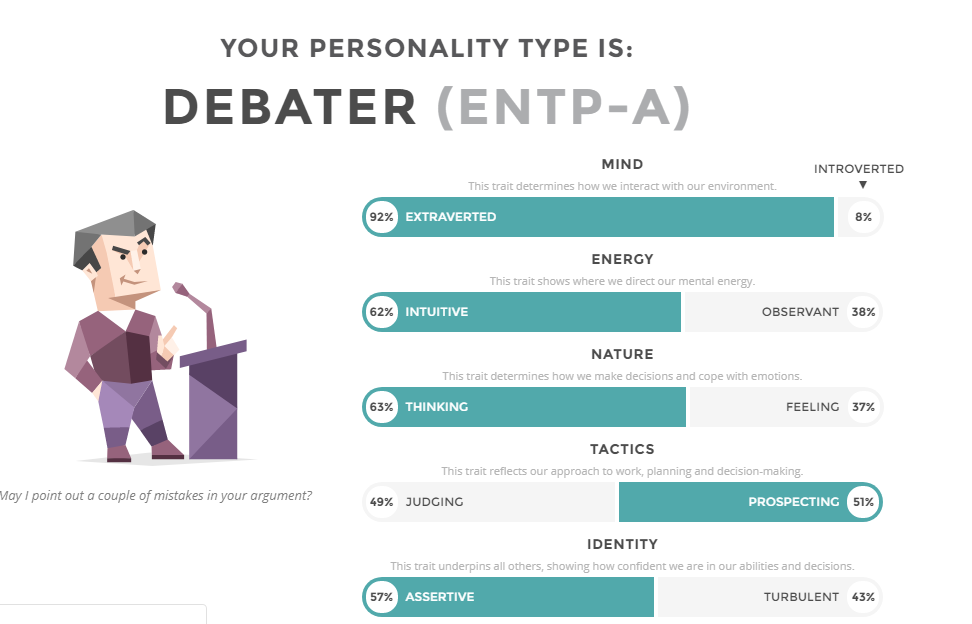 YOUR PERSONALITY TYPE IS:
DEBATER (ENTP-A)
MIND
INTROVERTED
This trait determines how we interact with our environment.
92% EXTRAVERTED 8%
ENERGY
This trait shows where we direct our mental energy.
62% INTUITIVE OBSERVANT 38%
NATURE
This trait determines how we make decisions and cope with emotions.
63% THINKING FEELING 37%
TACTICS
This trait reflects our approach to work, planning and decision-making.
49% JUDGING PROSPECTING 51%
May I point out a couple of mistakes in your argument?
IDENTITY
This trait underpins all others, showing how confident we are in our abilities and decisions.
57% ASSERTIVE TURBULENT 43%